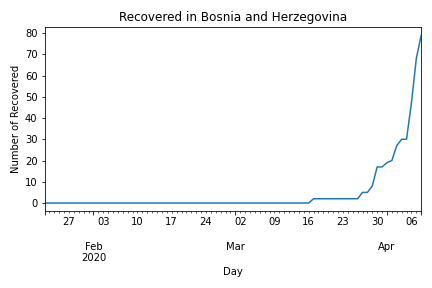 Recovered in Bosnia and Herzegovina
Number of Recovered
80
70
60
50
40
30
20
10
0
27 03 10 17 24 02 09 16 23 30 06
Feb Mar Apr
2020
Day